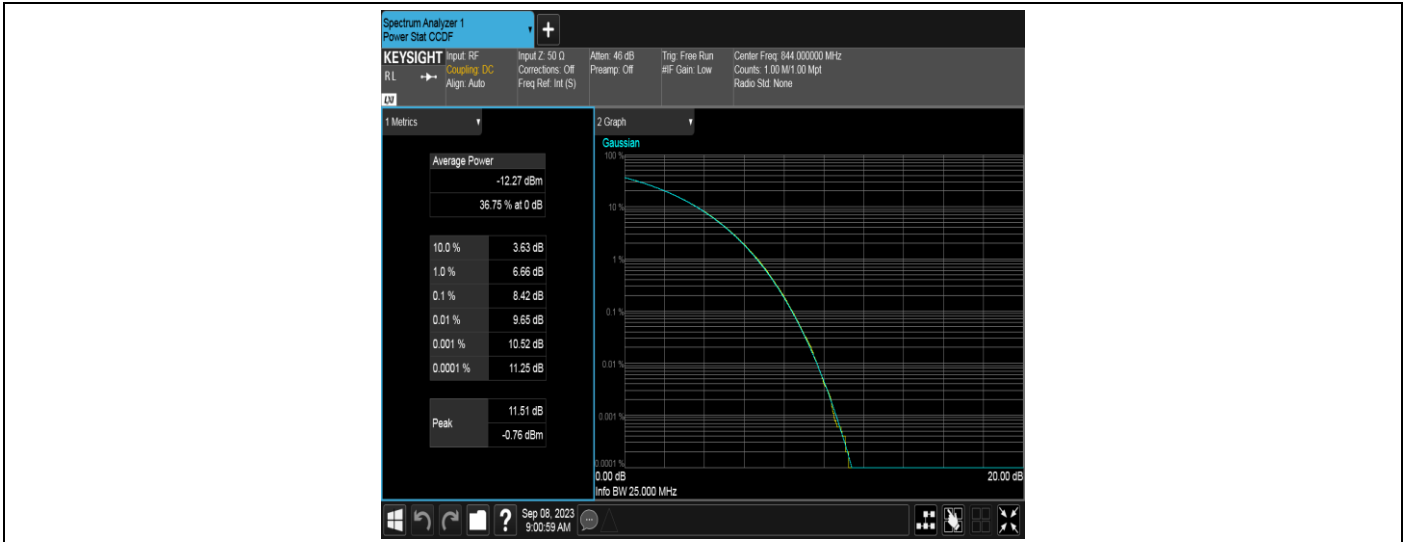 Spectrum Analyzer 1
Power Stat CCDF
+
KEYSIGHT Input: RF Input Z: 50 Ω Atten: 46 dB Trig: Free Run Center Freq: 844.000000 MHz
RL Coupling: DC Corrections: Off Preamp: Off #IF Gain: Low Counts: 1.00 M/1.00 Mpt
Align: Auto Freq Ref: Int (S) Radio Std: None
LXI
1 Metrics
Average Power
-12.27 dBm
36.75 % at 0 dB
10.0 % 3.63 dB
1.0 % 6.66 dB
0.1 % 8.42 dB
0.01 % 9.65 dB
0.001 % 10.52 dB
0.0001 % 11.25 dB
Peak 11.51 dB
-0.76 dBm
2 Graph
Gaussian
100 %
10 %
1 %
0.1 %
0.01 %
0.001 %
0.0001 %
0.00 dB 20.00 dB
Info BW 25.000 MHz
? Sep 08, 2023
9:00:59 AM